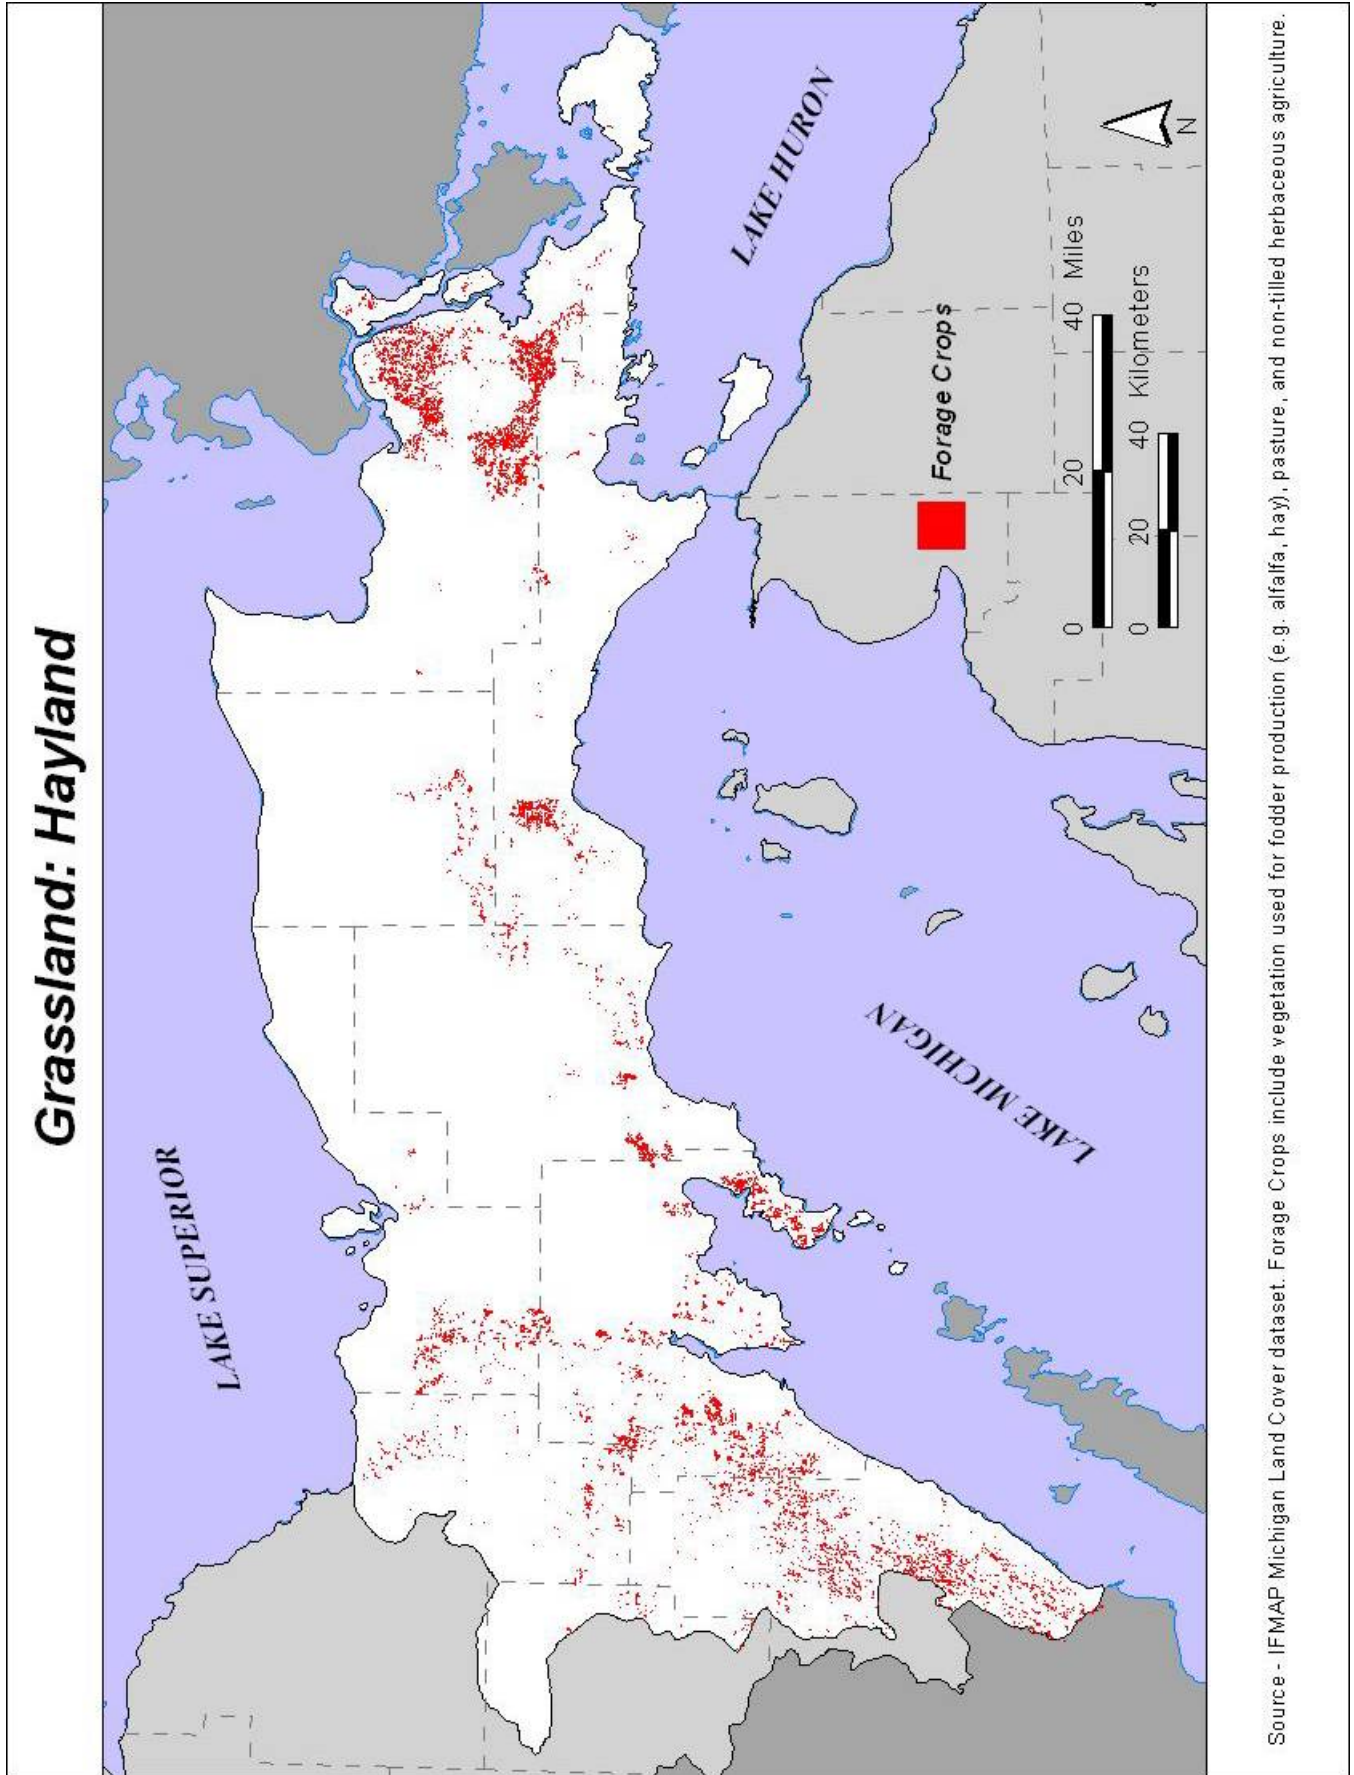 Grassland: Hayland
LAKE SUPERIOR
LAKE HURON
LAKE MICHIGAN
Forage Crops
0 20 40 Miles
0 20 40 Kilometers
N
Source - IFMAP Michigan Land Cover dataset. Forage Crops include vegetation used for fodder production (e.g. alfalfa, hay), pasture, and non-tilled herbaceous agriculture.